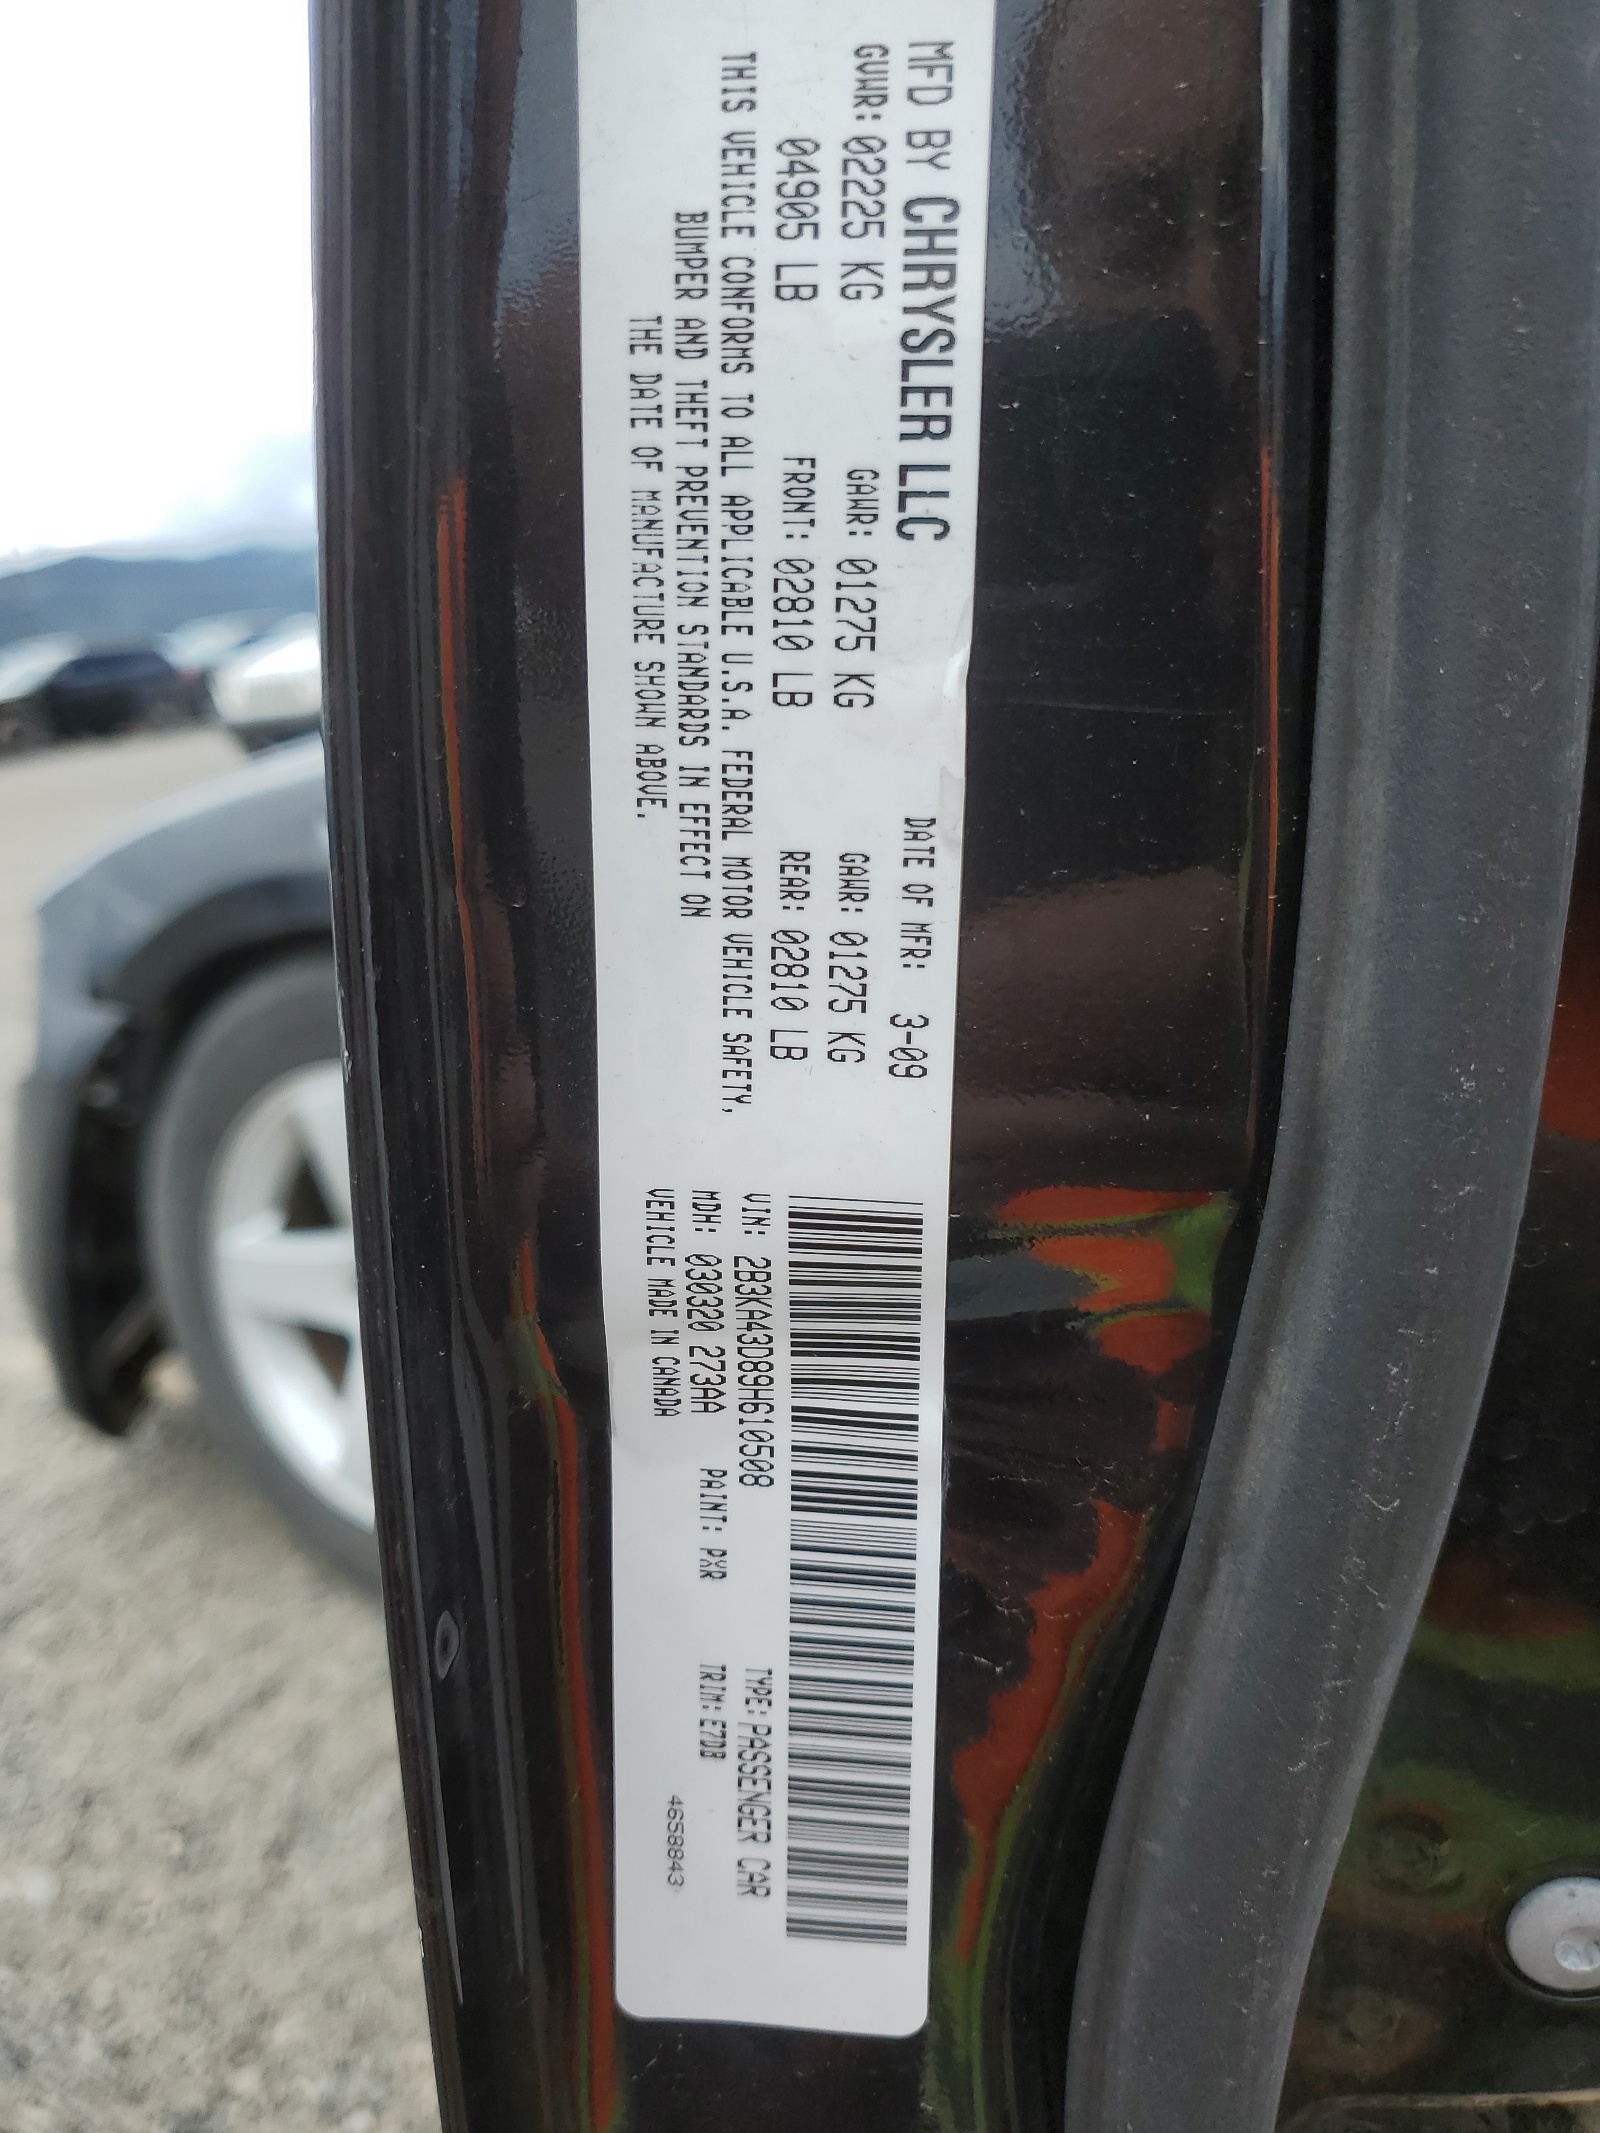 MFD BY CHRYSLER LLC DATE OF MFR: 3-09
GVWR: 02225 KG GAWR: 01275 KG GAWR: 01275 KG
04905 LB FRONT: 02810 LB REAR: 02810 LB
THIS VEHICLE CONFORMS TO ALL APPLICABLE U.S.A. FEDERAL MOTOR VEHICLE SAFETY,
BUMPER AND THEFT PREVENTION STANDARDS IN EFFECT ON
THE DATE OF MANUFACTURE SHOWN ABOVE.
VIN: 2B3KA43D89H610508 TYPE: PASSENGER CAR
MDH: 030320 273AA PAINT: PXR TRIM: E7DB
VEHICLE MADE IN CANADA 4658843